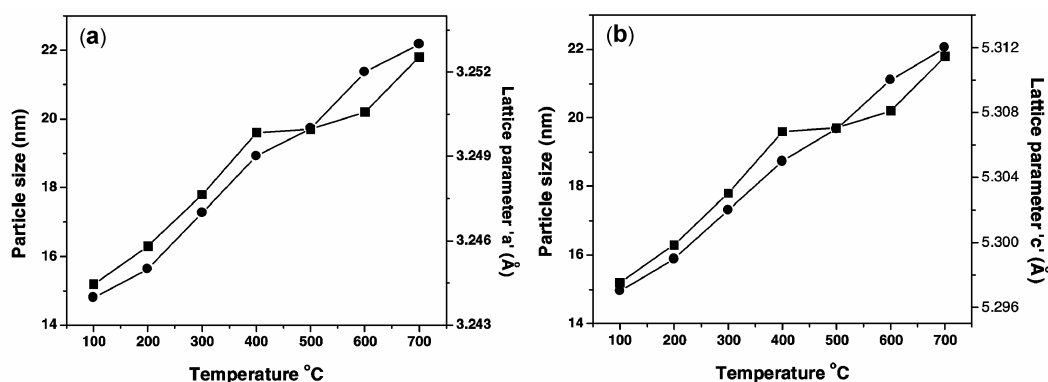 (a)
22
20
18
16
14
Particle size (nm)
3.252
3.249
3.246
3.243
Lattice parameter 'a' (Å)
100 200 300 400 500 600 700
Temperature °C
(b)
22
20
18
16
14
Particle size (nm)
5.312
5.308
5.304
5.300
5.296
Lattice parameter 'c' (Å)
100 200 300 400 500 600 700
Temperature °C